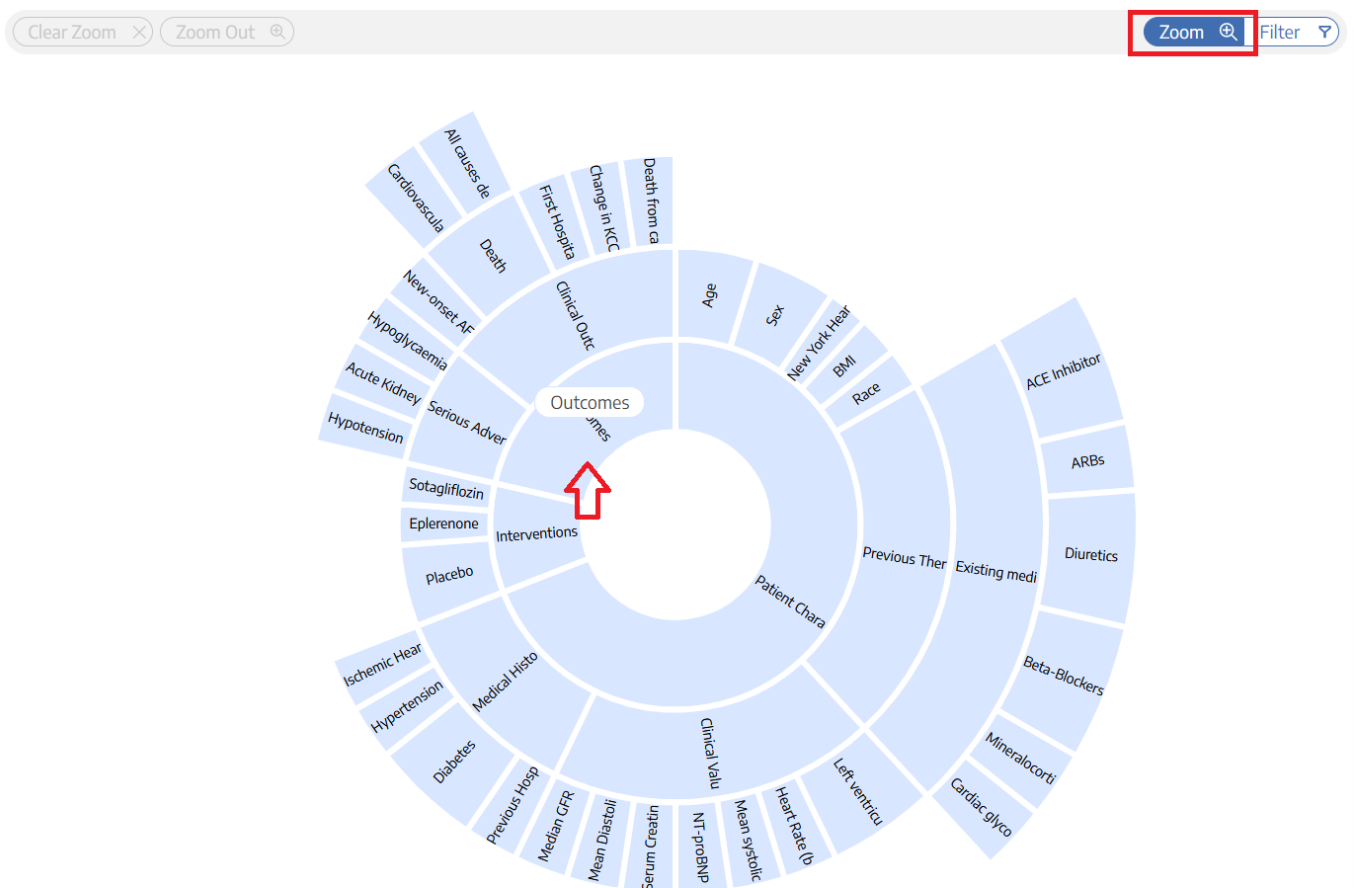 Clear Zoom
Zoom Out
Zoom
Filter
All causes de
Cardiovascula
Death
First Hospita
Change in KCC
Death from ca
Clinical Outc
New-onset AF
Hypoglycaemia
Acute Kidney
Hypotension
Serious Adver
Outcomes
omes
Sotagliflozin
Eplerenone
Placebo
Interventions
Age
Sex
New York Hear
BMI
Race
Patient Chara
Previous Ther
Existing medi
ACE Inhibitor
ARBs
Diuretics
Beta-Blockers
Mineralocorti
Cardiac glyco
Medical Histo
Ischemic Hear
Hypertension
Diabetes
Previous Hosp
Clinical Valu
Median GFR
Mean Diastoli
Serum Creatin
NT-proBNP
Mean systolic
Heart Rate (b
Left ventricu